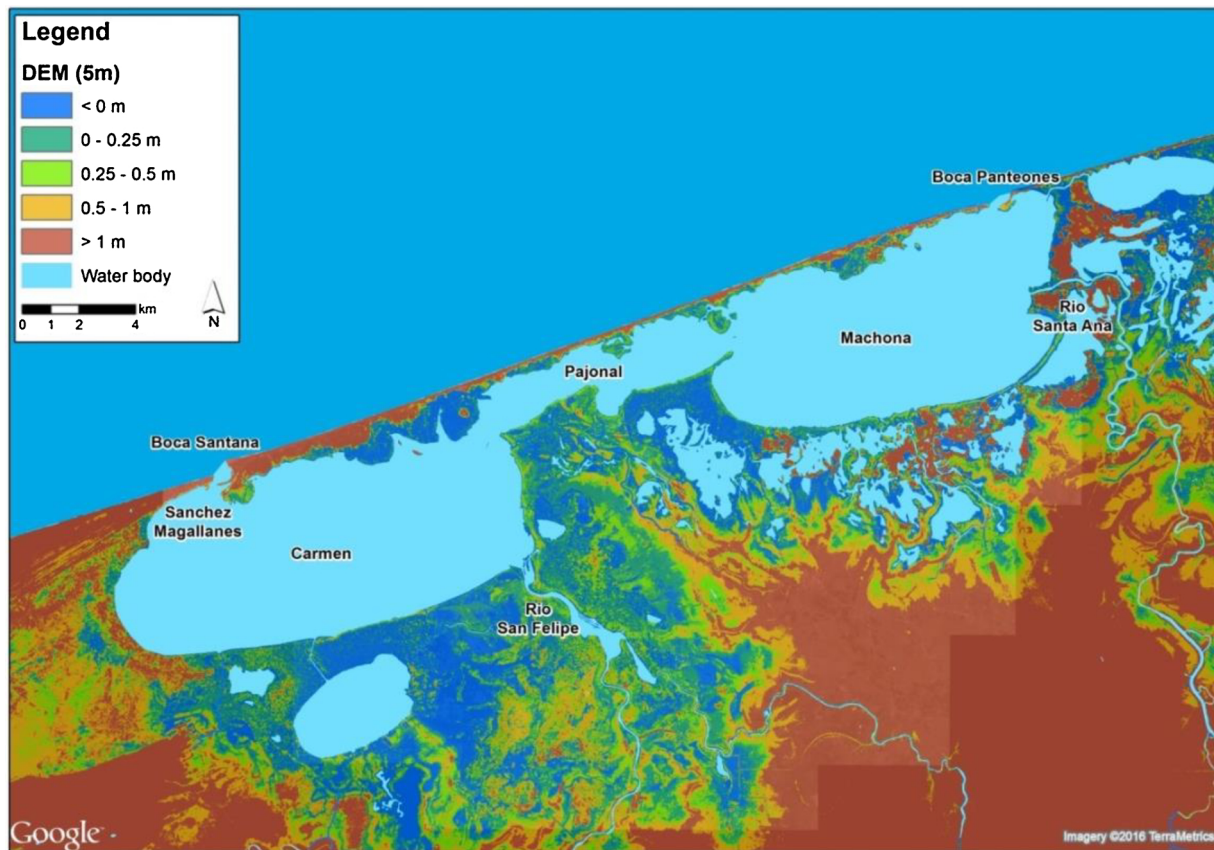 Legend
DEM (5m)
< 0 m
0 - 0.25 m
0.25 - 0.5 m
0.5 - 1 m
> 1 m
Water body
km
0 1 2 4
N
Boca Panteones
Rio
Santa Ana
Machona
Pajonal
Boca Santana
Sanchez
Magallanes
Carmen
Rio
San Felipe
Google
Imagery ©2016 TerraMetrics